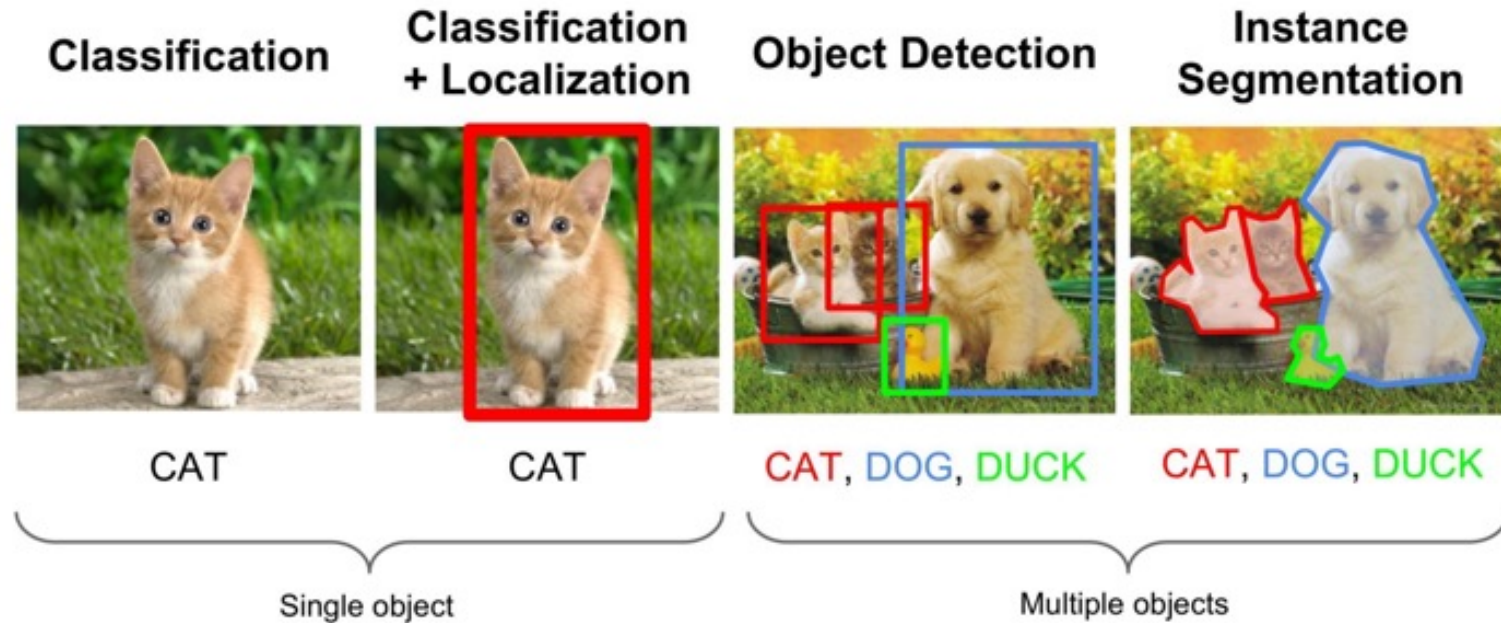 Classification
Classification
+ Localization
Object Detection
Instance
Segmentation
CAT
CAT
CAT, DOG, DUCK
CAT, DOG, DUCK
Single object
Multiple objects